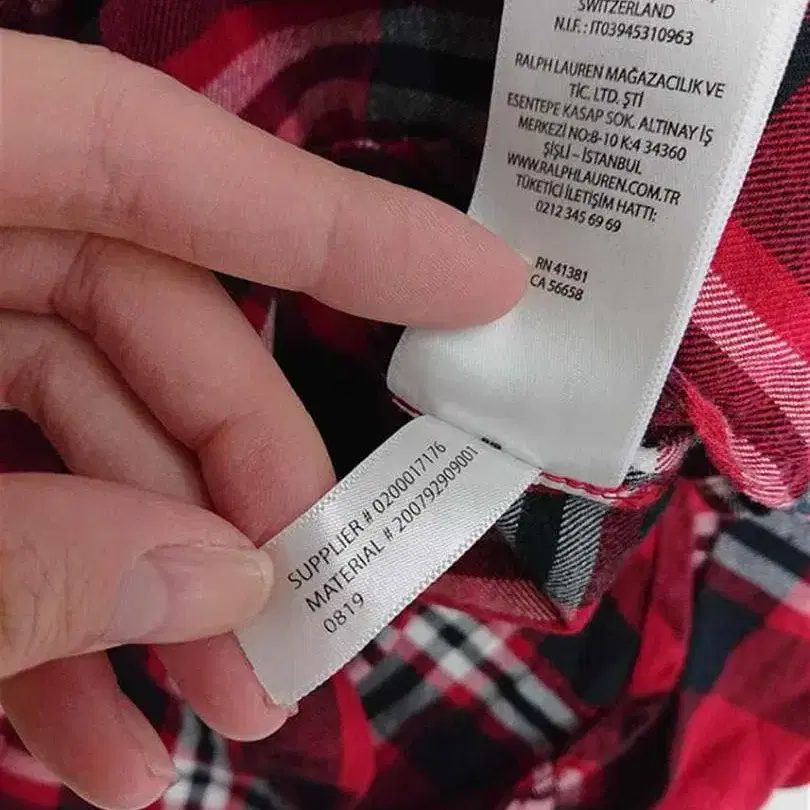 SWITZERLAND
N.I.F. : IT03945310963
RALPH LAUREN MAĞAZACILIK VE
TİC. LTD. ŞTİ
ESENTEPE KASAP SOK. ALTINAY İŞ
MERKEZİ NO:8-10 K:4 34360
ŞİŞLİ – İSTANBUL
WWW.RALPHLAUREN.COM.TR
TÜKETİCİ İLETİŞİM HATTI:
0212 345 69 69
RN 41381
CA 56658
SUPPLIER # 0200017176
MATERIAL # 200792909001
0819